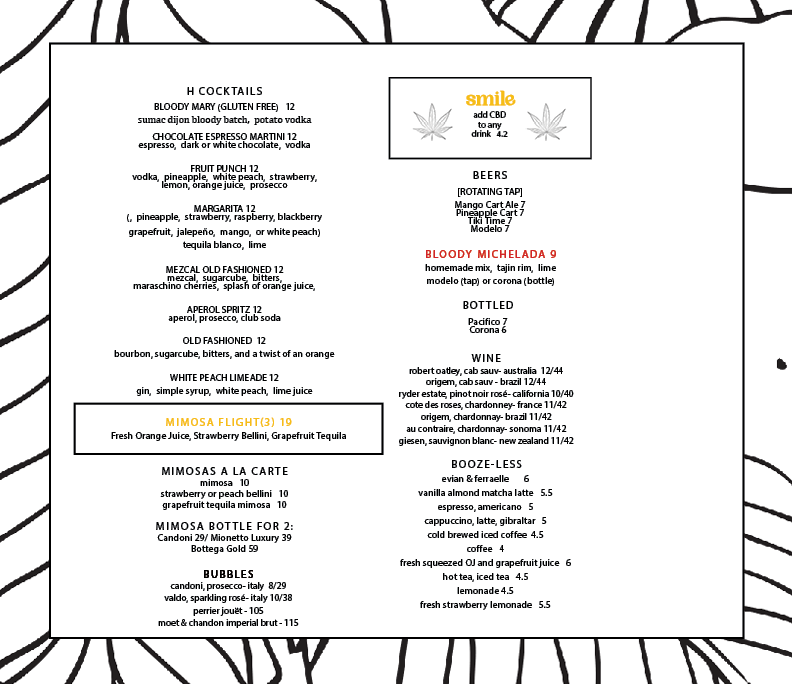 H COCKTAILS
BLOODY MARY (GLUTEN FREE) 12
sumac dijon bloody batch, potato vodka
CHOCOLATE ESPRESSO MARTINI 12
espresso, dark or white chocolate, vodka
FRUIT PUNCH 12
vodka, pineapple, white peach, strawberry,
lemon, orange juice, prosecco
MARGARITA 12
(, pineapple, strawberry, raspberry, blackberry
grapefruit, jalepeño, mango, or white peach)
tequila blanco, lime
MEZCAL OLD FASHIONED 12
mezcal, sugarcube, bitters,
maraschino cherries, splash of orange juice,
APEROL SPRITZ 12
aperol, prosecco, club soda
OLD FASHIONED 12
bourbon, sugarcube, bitters, and a twist of an orange
WHITE PEACH LIMEADE 12
gin, simple syrup, white peach, lime juice
MIMOSA FLIGHT(3) 19
Fresh Orange Juice, Strawberry Bellini, Grapefruit Tequila
MIMOSAS A LA CARTE
mimosa 10
strawberry or peach bellini 10
grapefruit tequila mimosa 10
MIMOSA BOTTLE FOR 2:
Candoni 29/ Mionetto Luxury 39
Bottega Gold 59
BUBBLES
candoni, prosecco- italy 8/29
valdo, sparkling rosé- italy 10/38
perrier jouët - 105
moet & chandon imperial brut - 115
smile
add CBD
to any
drink 4.2
BEERS
[ROTATING TAP]
Mango Cart Ale 7
Pineapple Cart 7
Tiki Time 7
Modelo 7
BLOODY MICHELADA 9
homemade mix, tajin rim, lime
modelo (tap) or corona (bottle)
BOTTLED
Pacifico 7
Corona 6
WINE
robert oatley, cab sauv- australia 12/44
origem, cab sauv - brazil 12/44
ryder estate, pinot noir rosé- california 10/40
cote des roses, chardonney- france 11/42
origem, chardonnay- brazil 11/42
au contraire, chardonnay- sonoma 11/42
giesen, sauvignon blanc- new zealand 11/42
BOOZE-LESS
evian & ferraelle 6
vanilla almond matcha latte 5.5
espresso, americano 5
cappuccino, latte, gibraltar 5
cold brewed iced coffee 4.5
coffee 4
fresh squeezed OJ and grapefruit juice 6
hot tea, iced tea 4.5
lemonade 4.5
fresh strawberry lemonade 5.5